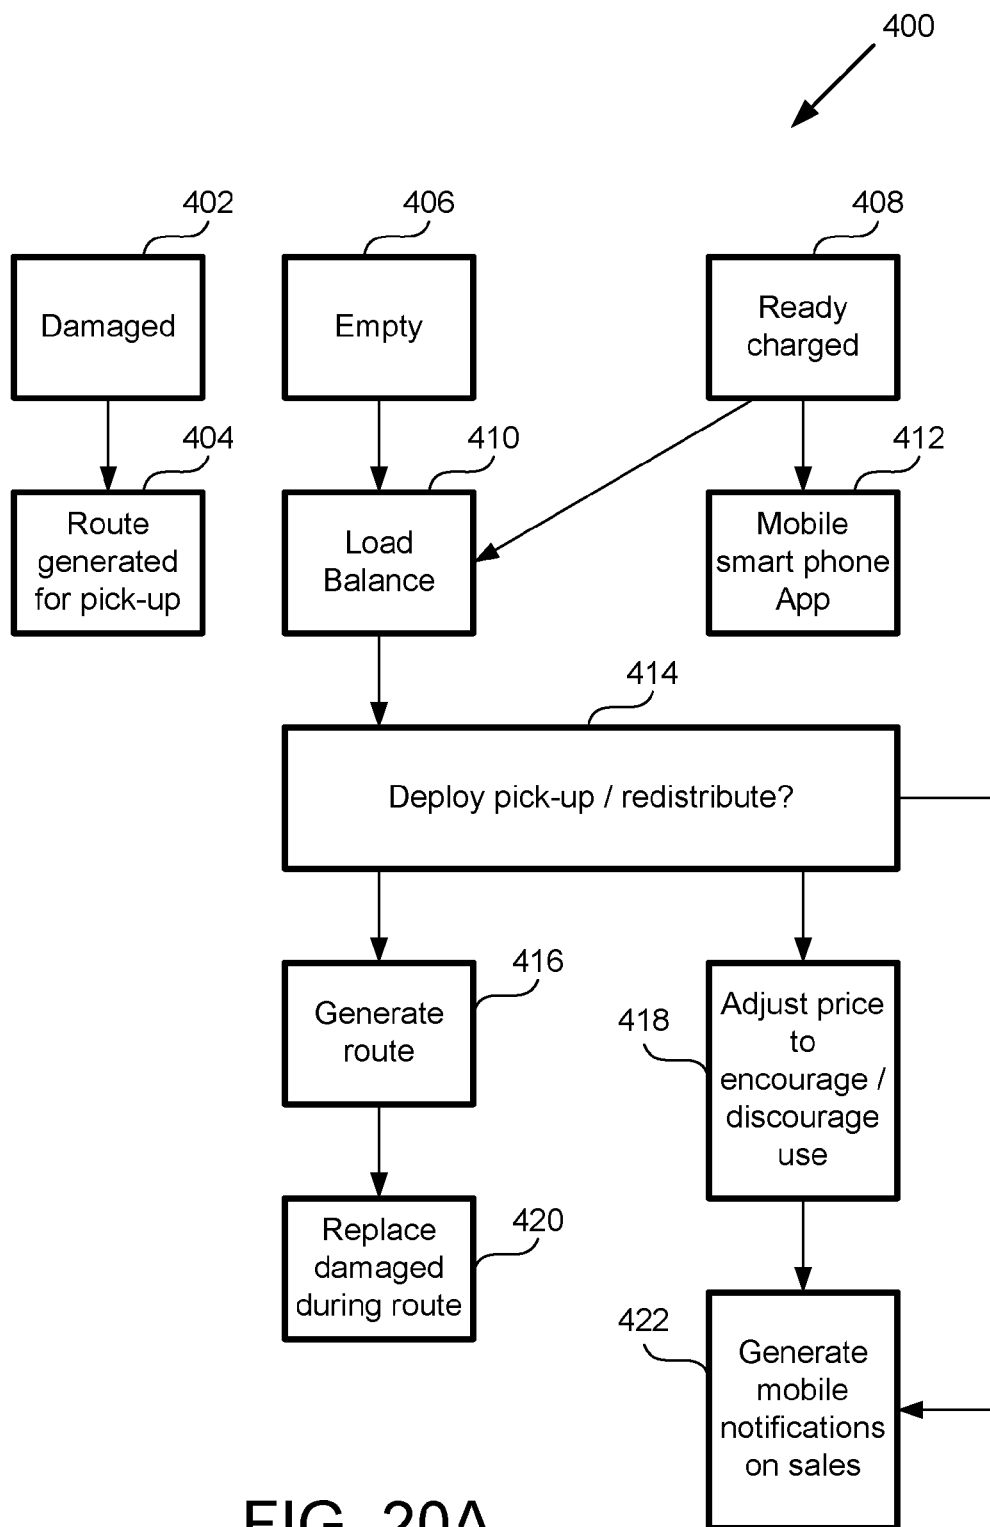 400
402
406
408
Damaged
Empty
Ready
charged
404
410
412
Route
generated
for pick-up
Load
Balance
Mobile
smart phone
App
414
Deploy pick-up / redistribute?
416
Generate
route
418
Adjust price
to
encourage /
discourage
use
420
Replace
damaged
during route
422
Generate
mobile
notifications
on sales
FIG. 20A